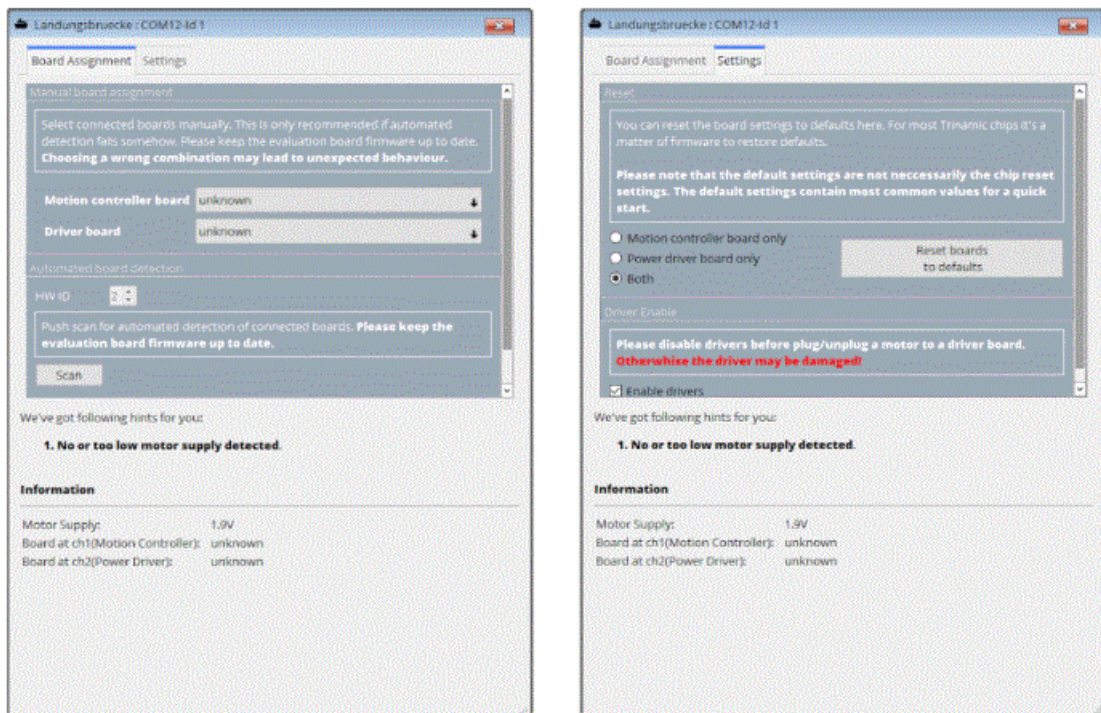 Landungsbruecke : COM12-Id 1
Board Assignment Settings
Manual board assignment
Select connected boards manually. This is only recommended if automated
detection fails somehow. Please keep the evaluation board firmware up to date.
Choosing a wrong combination may lead to unexpected behaviour.
Motion controller board unknown
Driver board unknown
Automated board detection
HW ID 2
Push scan for automated detection of connected boards. Please keep the
evaluation board firmware up to date.
Scan
We've got following hints for you:
1. No or too low motor supply detected.
Information
Motor Supply: 1.9V
Board at ch1(Motion Controller): unknown
Board at ch2(Power Driver): unknown
Landungsbruecke : COM12-Id 1
Board Assignment Settings
Reset
You can reset the board settings to defaults here. For most Trinamic chips it's a
matter of firmware to restore defaults.
Please note that the default settings are not neccessarily the chip reset
settings. The default settings contain most common values for a quick
start.
Motion controller board only
Power driver board only
Both
Reset boards
to defaults
Driver Enable
Please disable drivers before plug/unplug a motor to a driver board.
Otherwhise the driver may be damaged!
Enable drivers
We've got following hints for you:
1. No or too low motor supply detected.
Information
Motor Supply: 1.9V
Board at ch1(Motion Controller): unknown
Board at ch2(Power Driver): unknown